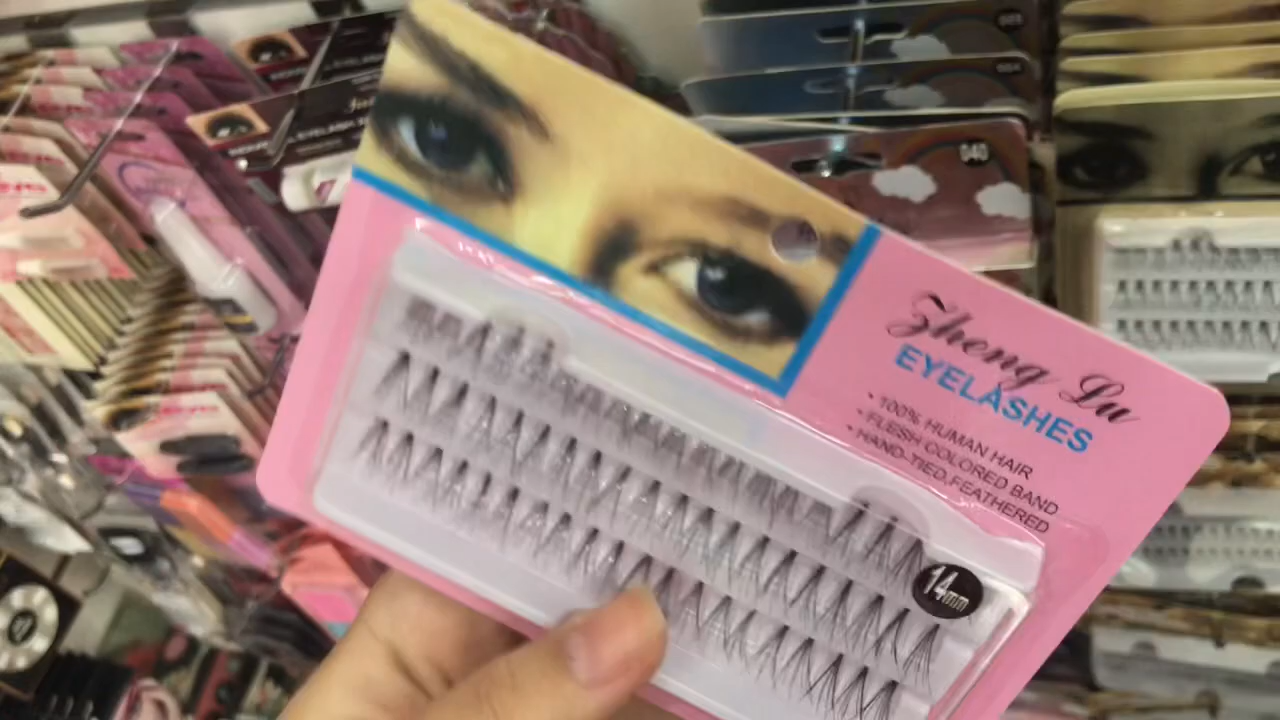 Zheng Lu
EYELASHES
• 100% HUMAN HAIR
• FLESH COLORED BAND
• HAND-TIED,FEATHERED
14mm
040